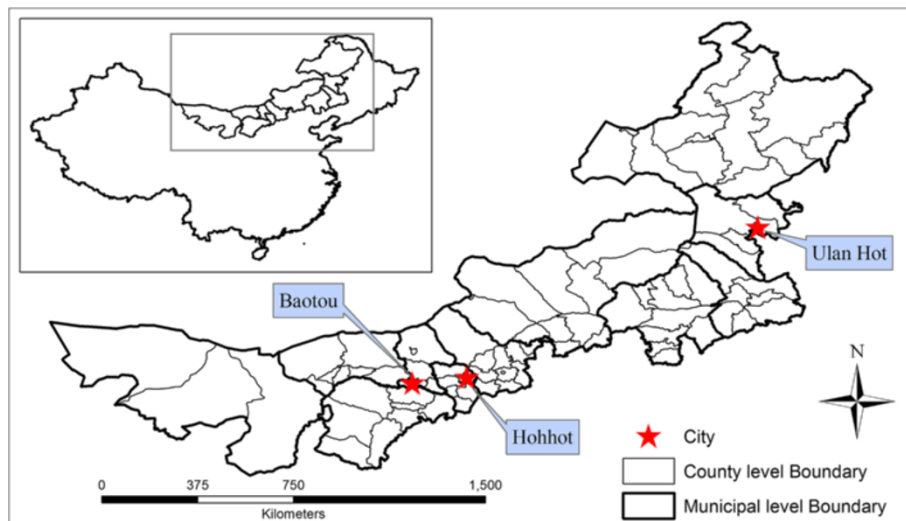 Ulan Hot
Baotou
N
Hohhot
City
County level Boundary
Municipal level Boundary
0 375 750 1,500
Kilometers